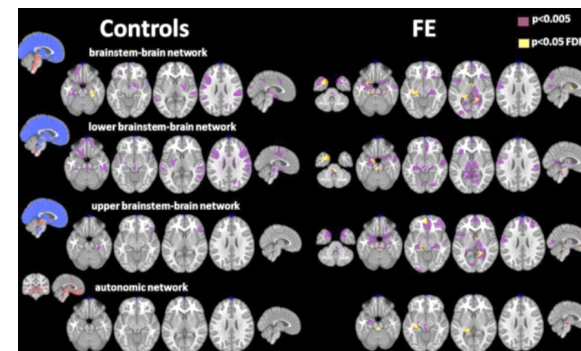 Controls
FE
p<0.005
p<0.05 FDR
brainstem-brain network
lower brainstem-brain network
upper brainstem-brain network
autonomic network